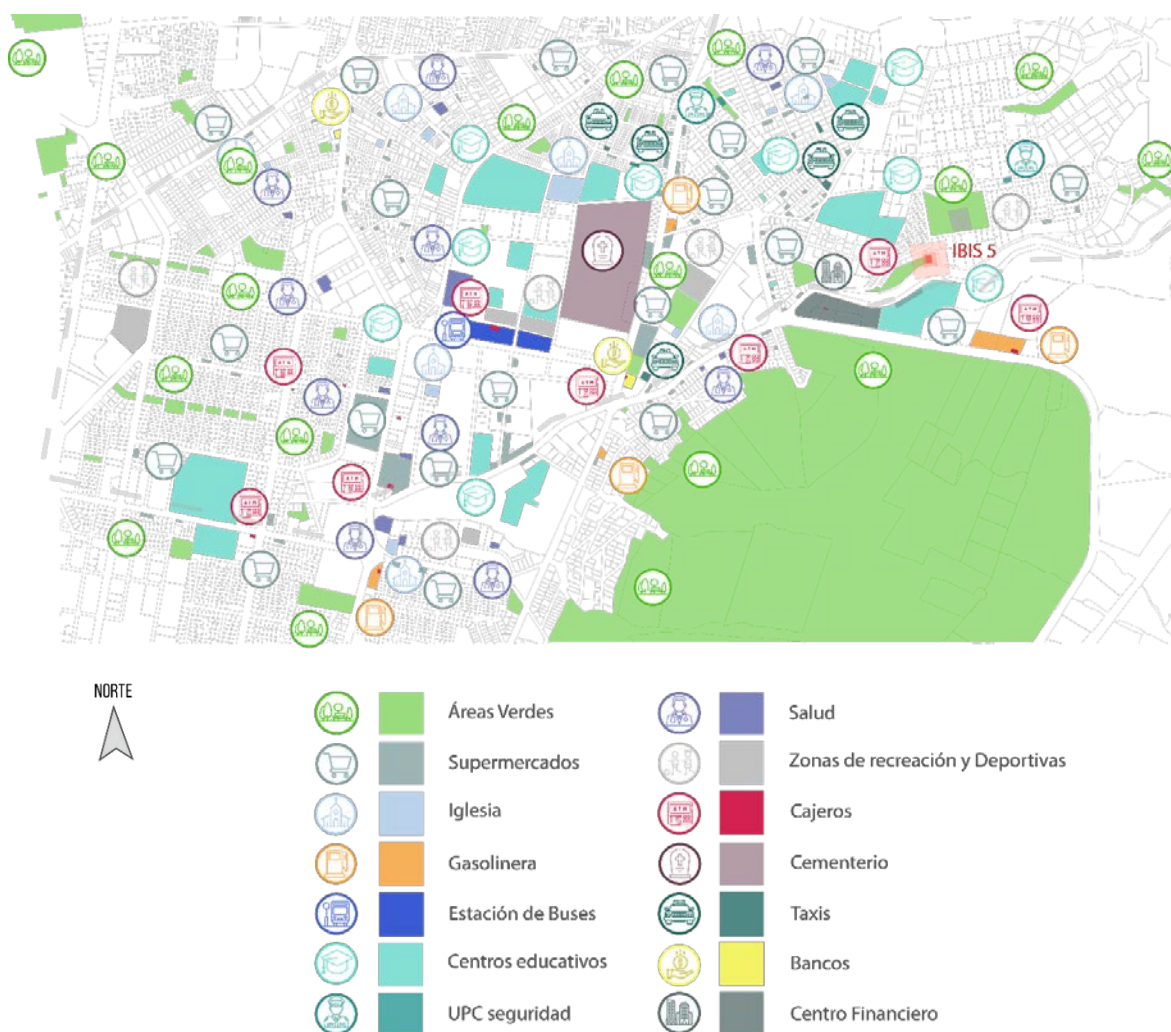 IBIS 5
NORTE
Áreas Verdes
Supermercados
Iglesia
Gasolinera
Estación de Buses
Centros educativos
UPC seguridad
Salud
Zonas de recreación y Deportivas
Cajeros
Cementerio
Taxis
Bancos
Centro Financiero